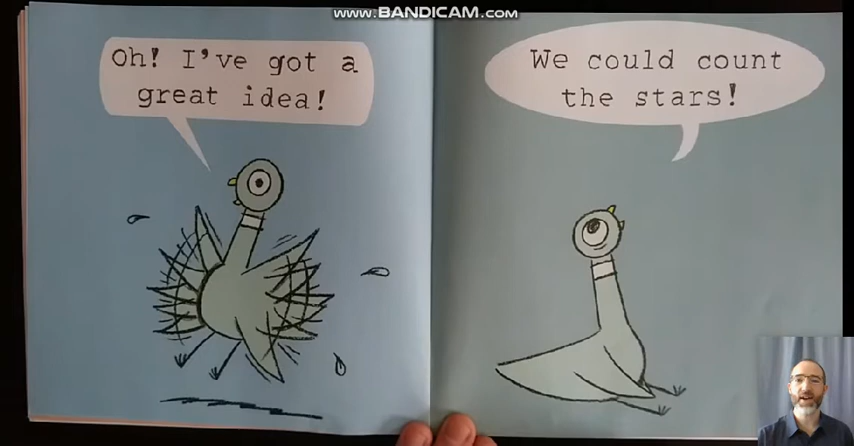 www.BANDICAM.com
Oh! I've got a
great idea!
We could count
the stars!